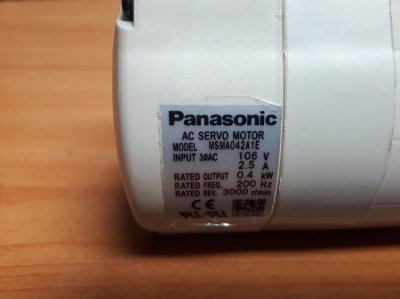 Panasonic
AC SERVO MOTOR
MODEL MSMA042A1E
INPUT 3øAC 106 V
2.5 A
RATED OUTPUT 0.4 kW
RATED FREQ. 200 Hz
RATED REV. 3000 r/min
CE